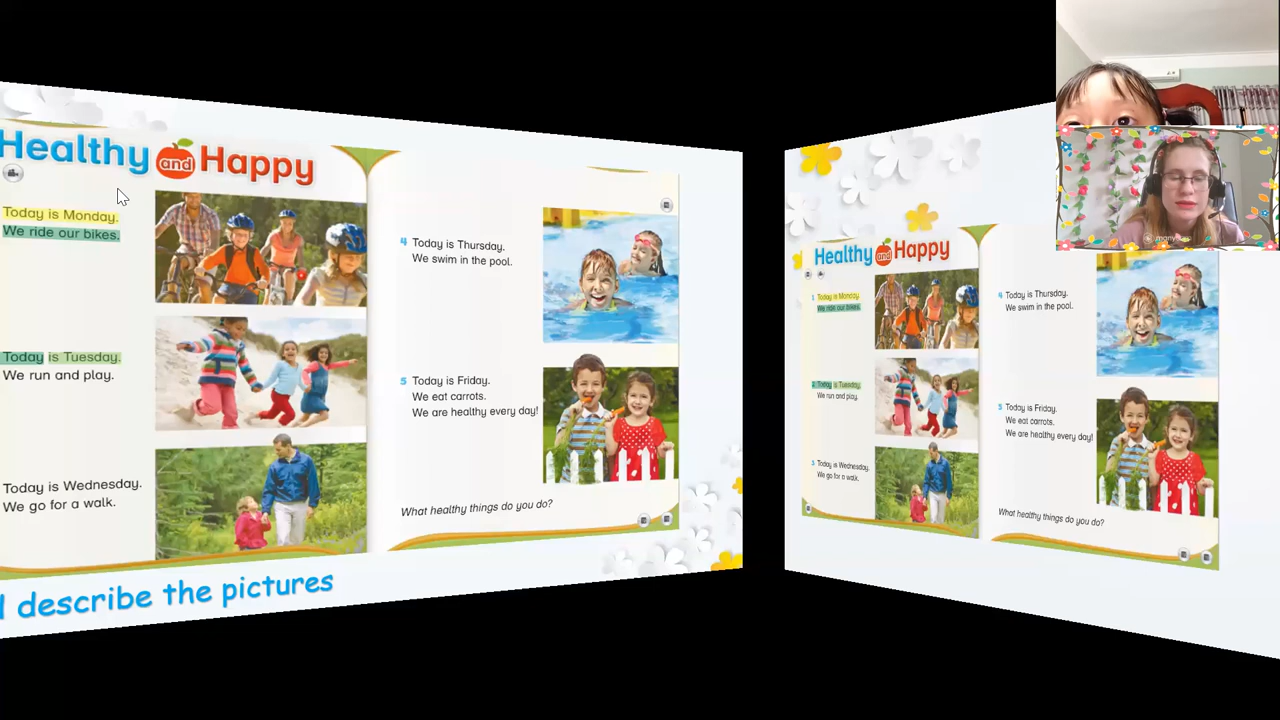 Healthy and Happy
Today is Monday.
We ride our bikes.
Today is Tuesday.
We run and play.
Today is Wednesday.
We go for a walk.
4 Today is Thursday.
We swim in the pool.
5 Today is Friday.
We eat carrots.
We are healthy every day!
What healthy things do you do?
describe the pictures
Healthy and Happy
1 Today is Monday.
We ride our bikes.
2 Today is Tuesday.
We run and play.
3 Today is Wednesday.
We go for a walk.
4 Today is Thursday.
We swim in the pool.
5 Today is Friday.
We eat carrots.
We are healthy every day!
What healthy things do you do?